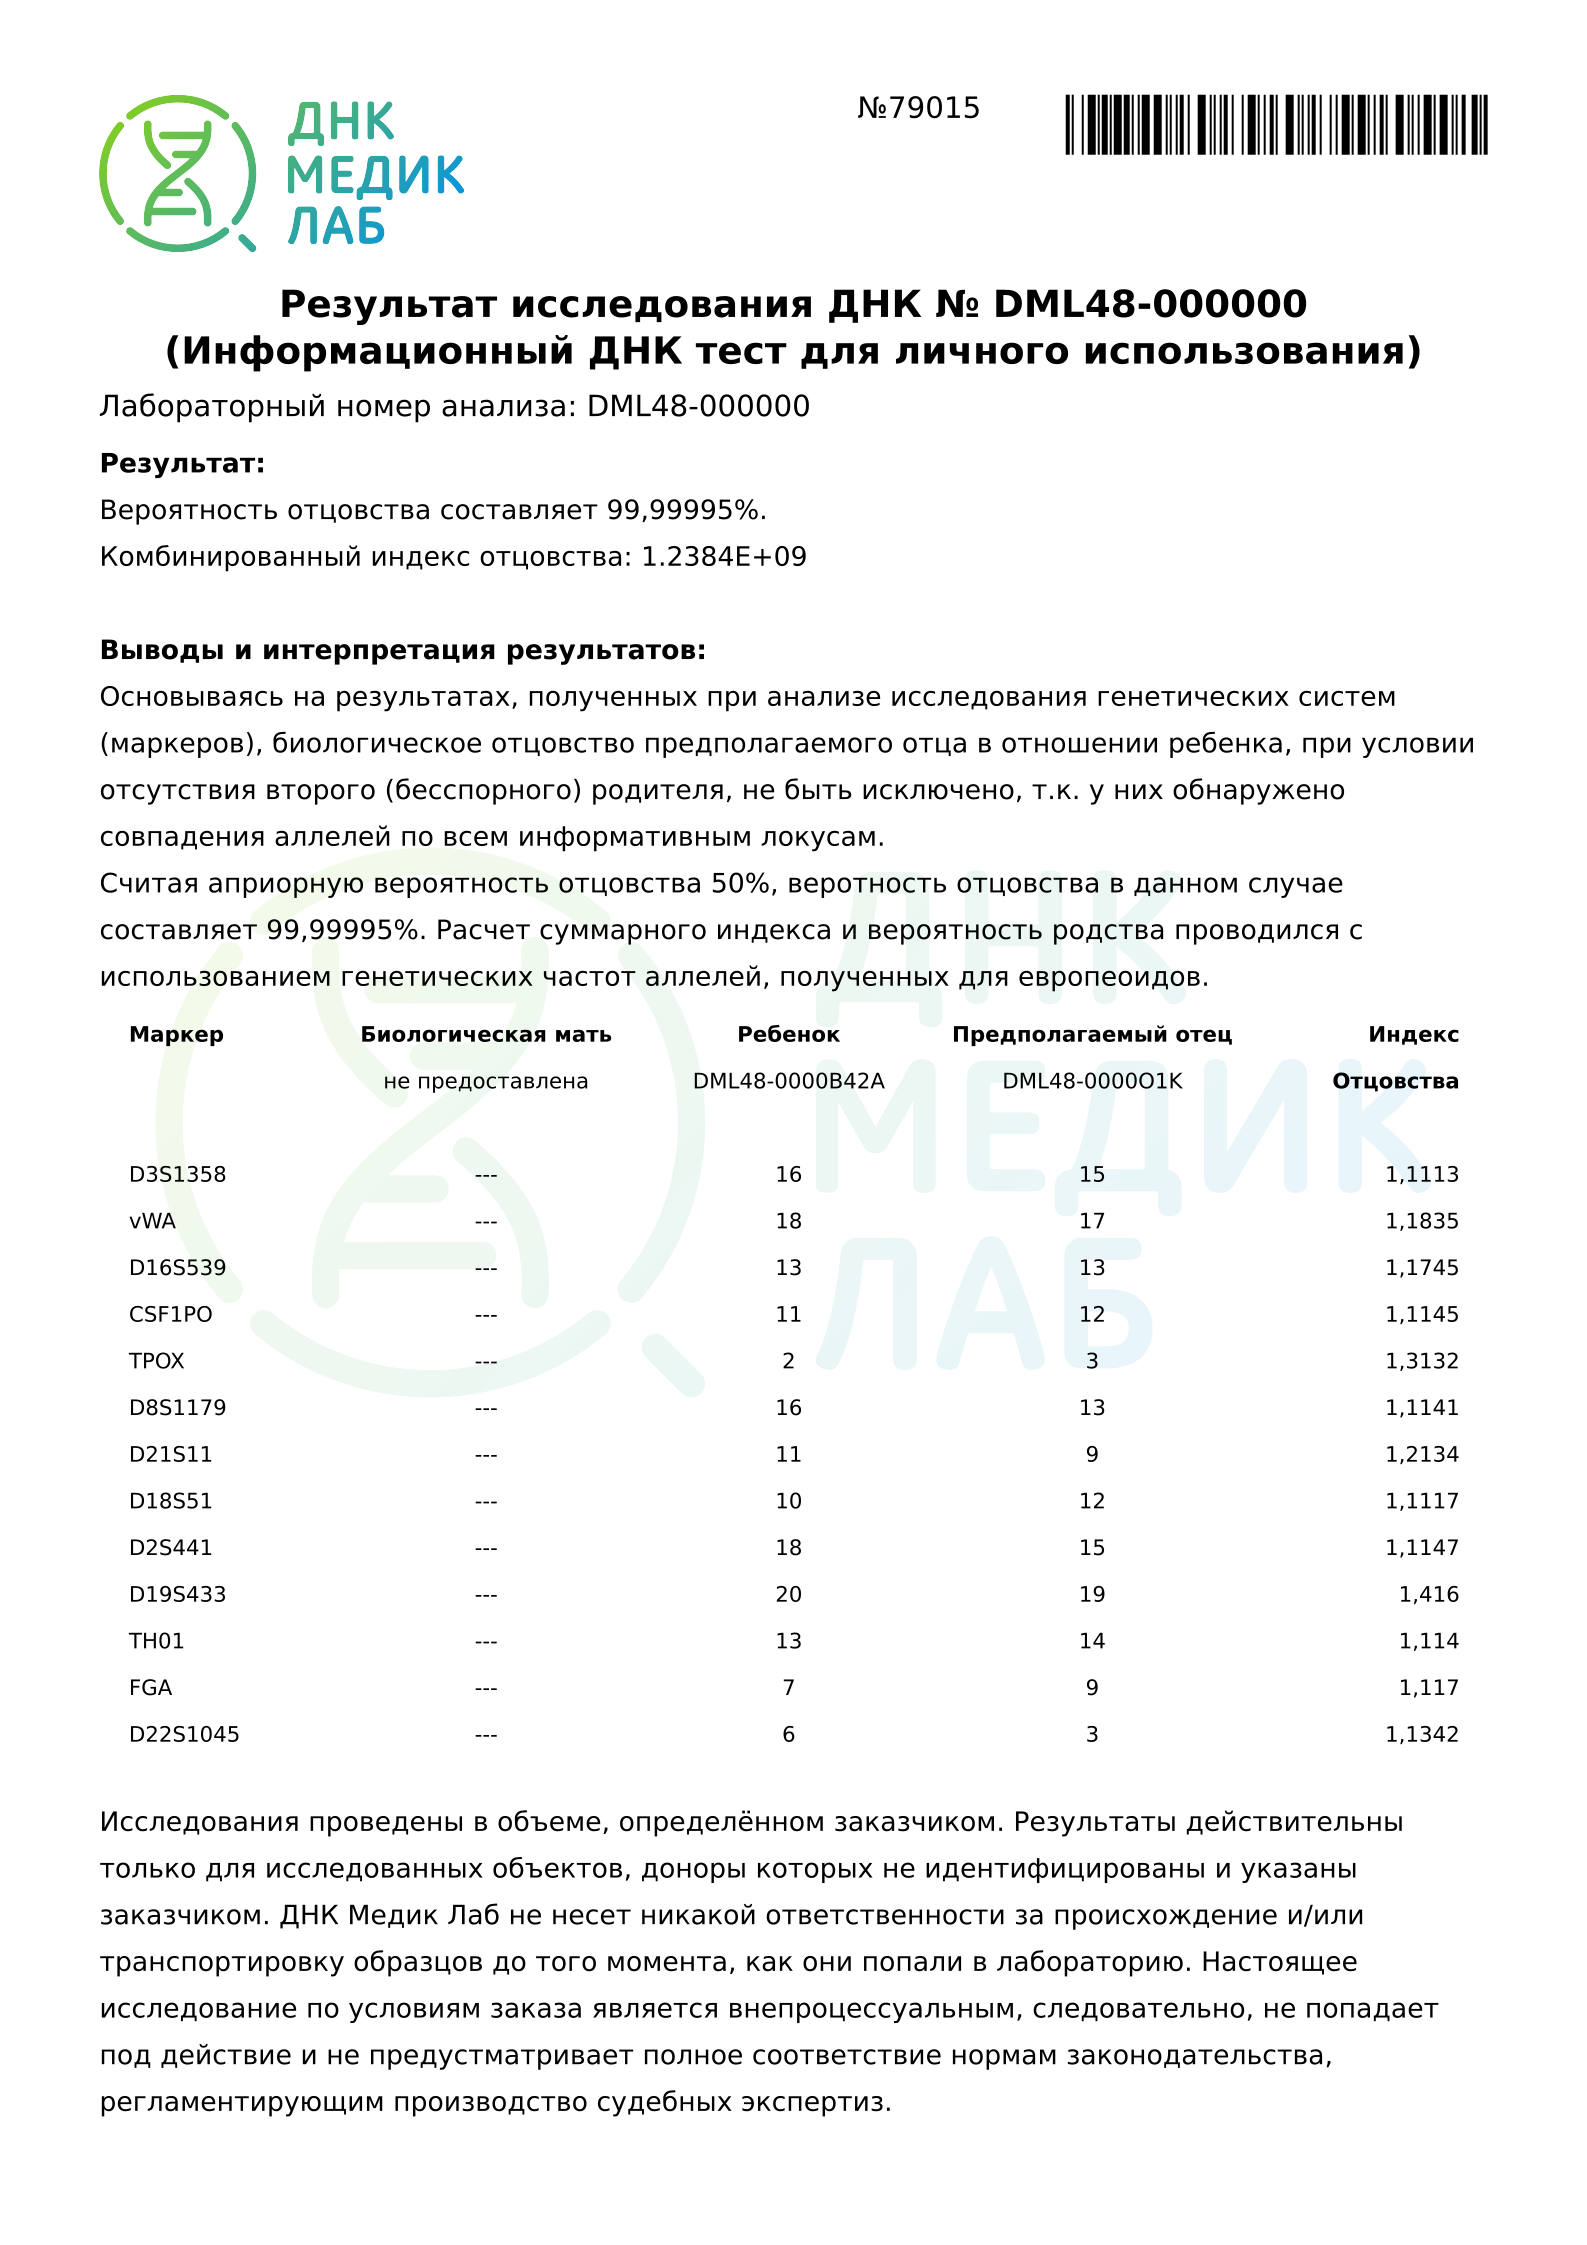 ДНК
МЕДИК
ЛАБ
№79015
Результат исследования ДНК № DML48-000000
(Информационный ДНК тест для личного использования)
Лабораторный номер анализа: DML48-000000
Результат:
Вероятность отцовства составляет 99,99995%.
Комбинированный индекс отцовства: 1.2384E+09
Выводы и интерпретация результатов:
Основываясь на результатах, полученных при анализе исследования генетических систем
(маркеров), биологическое отцовство предполагаемого отца в отношении ребенка, при условии
отсутствия второго (бесспорного) родителя, не быть исключено, т.к. у них обнаружено
совпадения аллелей по всем информативным локусам.
Считая априорную вероятность отцовства 50%, веротность отцовства в данном случае
составляет 99,99995%. Расчет суммарного индекса и вероятность родства проводился с
использованием генетических частот аллелей, полученных для европеоидов.
Маркер Биологическая мать Ребенок Предполагаемый отец Индекс
не предоставлена DML48-0000B42A DML48-0000O1K Отцовства
D3S1358 --- 16 15 1,1113
vWA --- 18 17 1,1835
D16S539 --- 13 13 1,1745
CSF1PO --- 11 12 1,1145
TPOX --- 2 3 1,3132
D8S1179 --- 16 13 1,1141
D21S11 --- 11 9 1,2134
D18S51 --- 10 12 1,1117
D2S441 --- 18 15 1,1147
D19S433 --- 20 19 1,416
TH01 --- 13 14 1,114
FGA --- 7 9 1,117
D22S1045 --- 6 3 1,1342
ДНК
МЕДИК
ЛАБ
Исследования проведены в объеме, определённом заказчиком. Результаты действительны
только для исследованных объектов, доноры которых не идентифицированы и указаны
заказчиком. ДНК Медик Лаб не несет никакой ответственности за происхождение и/или
транспортировку образцов до того момента, как они попали в лабораторию. Настоящее
исследование по условиям заказа является внепроцессуальным, следовательно, не попадает
под действие и не предустматривает полное соответствие нормам законодательства,
регламентирующим производство судебных экспертиз.